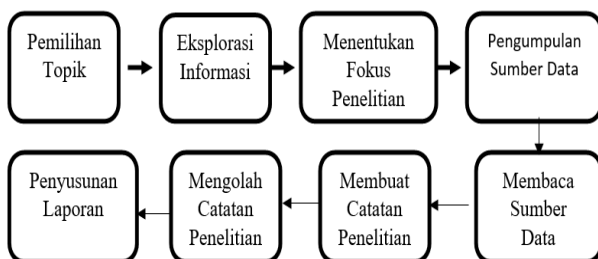 Pemilihan
Topik
Eksplorasi
Informasi
Menentukan
Fokus
Penelitian
Pengumpulan
Sumber Data
Membaca
Sumber
Data
Membuat
Catatan
Penelitian
Mengolah
Catatan
Penelitian
Penyusunan
Laporan